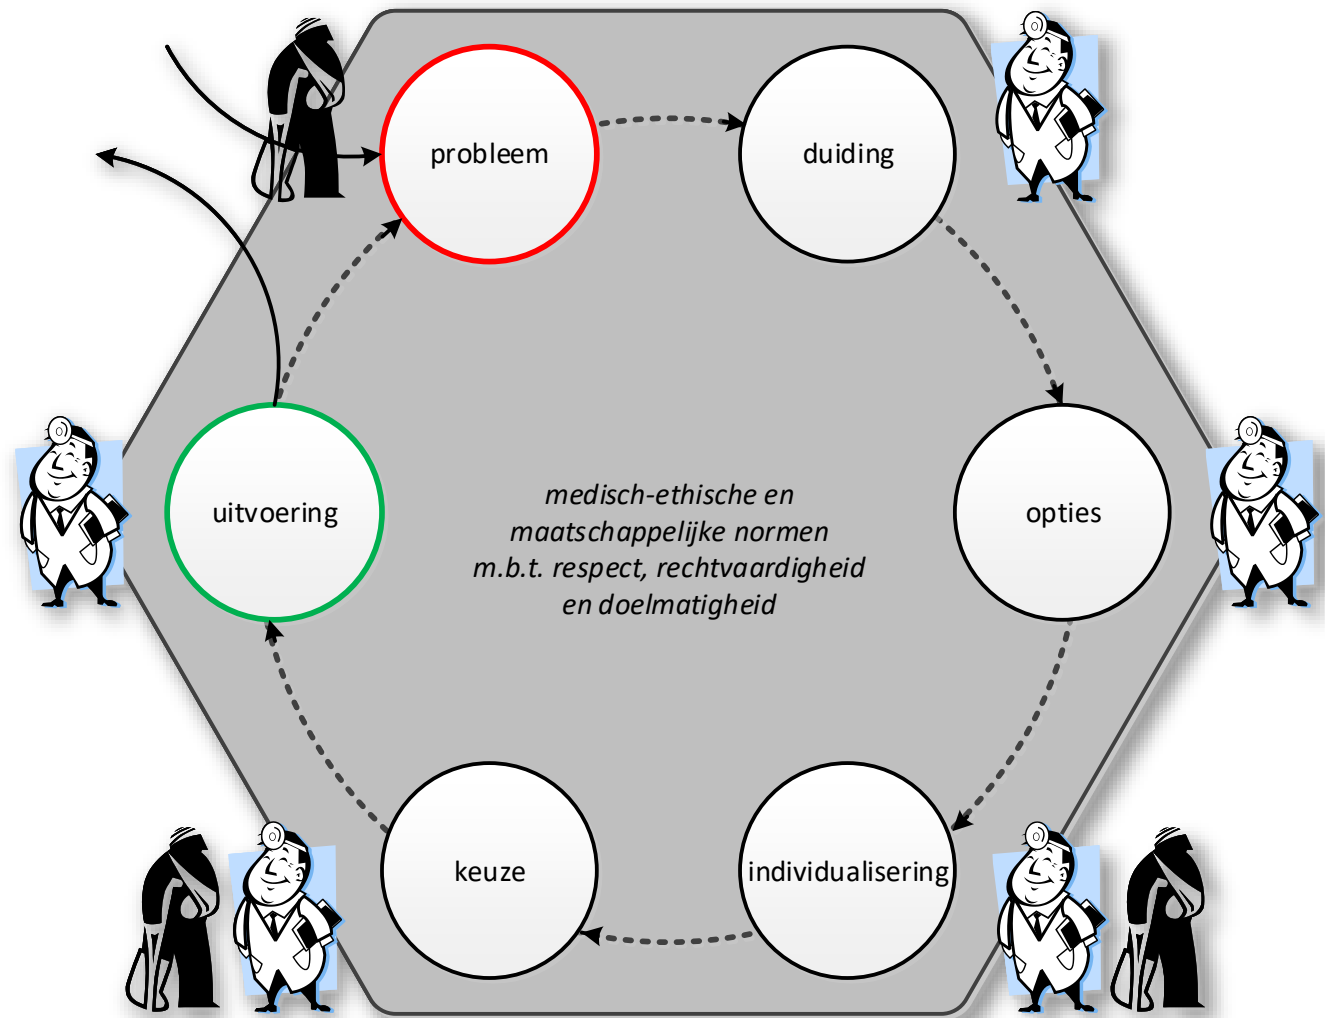 probleem
duiding
uitvoering
medisch-ethische en
maatschappelijke normen
m.b.t. respect, rechtvaardigheid
en doelmatigheid
opties
keuze
individualisering